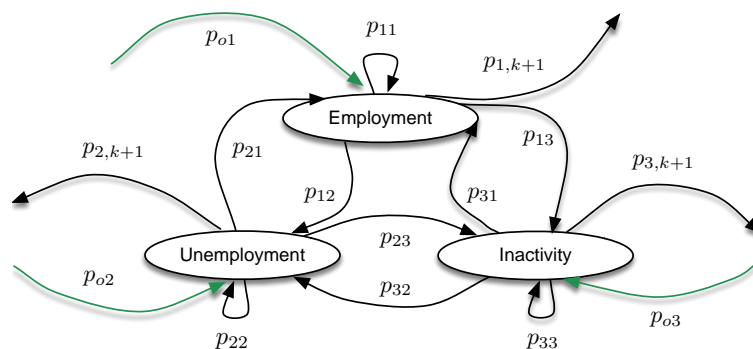 p_{o1}
p_{11}
p_{1,k+1}
Employment
p_{2,k+1}
p_{21}
p_{13}
p_{3,k+1}
p_{12}
p_{31}
p_{23}
Unemployment
Inactivity
p_{o2}
p_{32}
p_{o3}
p_{22}
p_{33}